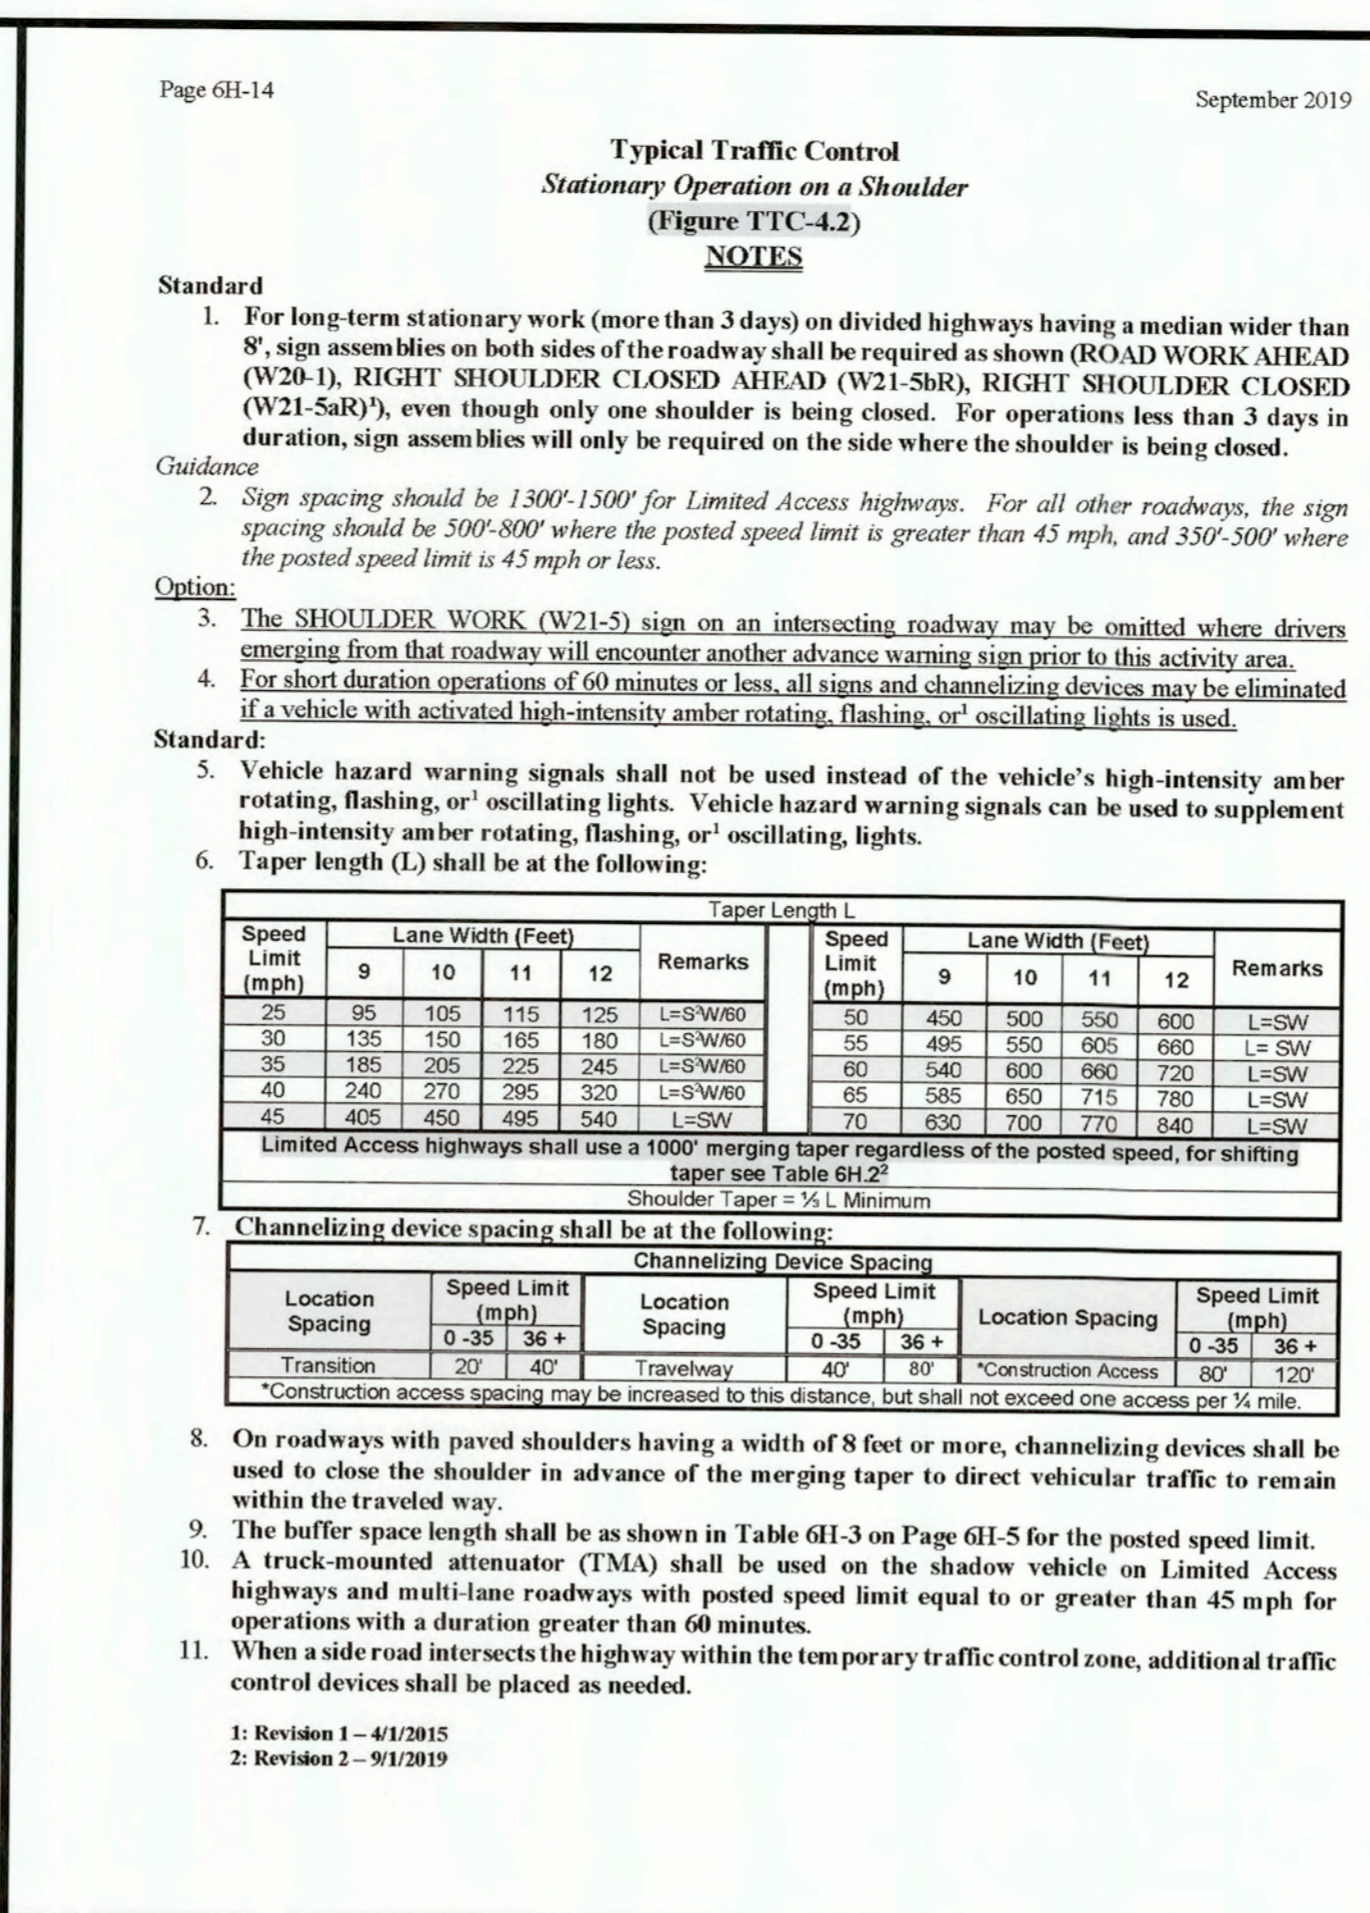 Page 6H-14
September 2019
Typical Traffic Control
Stationary Operation on a Shoulder
(Figure TTC-4.2)
NOTES
Standard
1. For long-term stationary work (more than 3 days) on divided highways having a median wider than
8', sign assemblies on both sides of the roadway shall be required as shown (ROAD WORK AHEAD
(W20-1), RIGHT SHOULDER CLOSED AHEAD (W21-5bR), RIGHT SHOULDER CLOSED
(W21-5aR)¹), even though only one shoulder is being closed. For operations less than 3 days in
duration, sign assemblies will only be required on the side where the shoulder is being closed.
Guidance
2. Sign spacing should be 1300'-1500' for Limited Access highways. For all other roadways, the sign
spacing should be 500'-800' where the posted speed limit is greater than 45 mph, and 350'-500' where
the posted speed limit is 45 mph or less.
Option:
3. The SHOULDER WORK (W21-5) sign on an intersecting roadway may be omitted where drivers
emerging from that roadway will encounter another advance warning sign prior to this activity area.
4. For short duration operations of 60 minutes or less, all signs and channelizing devices may be eliminated
if a vehicle with activated high-intensity amber rotating, flashing, or¹ oscillating lights is used.
Standard:
5. Vehicle hazard warning signals shall not be used instead of the vehicle's high-intensity amber
rotating, flashing, or¹ oscillating lights. Vehicle hazard warning signals can be used to supplement
high-intensity amber rotating, flashing, or¹ oscillating, lights.
6. Taper length (L) shall be at the following:
Taper Length L
Speed Limit (mph) Lane Width (Feet) Remarks Speed Limit (mph) Lane Width (Feet) Remarks
9 10 11 12 9 10 11 12
25 95 105 115 125 L=S²W/60 50 450 500 550 600 L=SW
30 135 150 165 180 L=S²W/60 55 495 550 605 660 L= SW
35 185 205 225 245 L=S²W/60 60 540 600 660 720 L=SW
40 240 270 295 320 L=S²W/60 65 585 650 715 780 L=SW
45 405 450 495 540 L=SW 70 630 700 770 840 L=SW
Limited Access highways shall use a 1000' merging taper regardless of the posted speed, for shifting
taper see Table 6H.2²
Shoulder Taper = ⅓ L Minimum
7. Channelizing device spacing shall be at the following:
Channelizing Device Spacing
Location Spacing Speed Limit (mph) Location Spacing Speed Limit (mph) Location Spacing Speed Limit (mph)
0 -35 36 + 0 -35 36 + 0 -35 36 +
Transition 20' 40' Travelway 40' 80' *Construction Access 80' 120'
*Construction access spacing may be increased to this distance, but shall not exceed one access per ¼ mile.
8. On roadways with paved shoulders having a width of 8 feet or more, channelizing devices shall be
used to close the shoulder in advance of the merging taper to direct vehicular traffic to remain
within the traveled way.
9. The buffer space length shall be as shown in Table 6H-3 on Page 6H-5 for the posted speed limit.
10. A truck-mounted attenuator (TMA) shall be used on the shadow vehicle on Limited Access
highways and multi-lane roadways with posted speed limit equal to or greater than 45 mph for
operations with a duration greater than 60 minutes.
11. When a side road intersects the highway within the temporary traffic control zone, additional traffic
control devices shall be placed as needed.
1: Revision 1 – 4/1/2015
2: Revision 2 – 9/1/2019